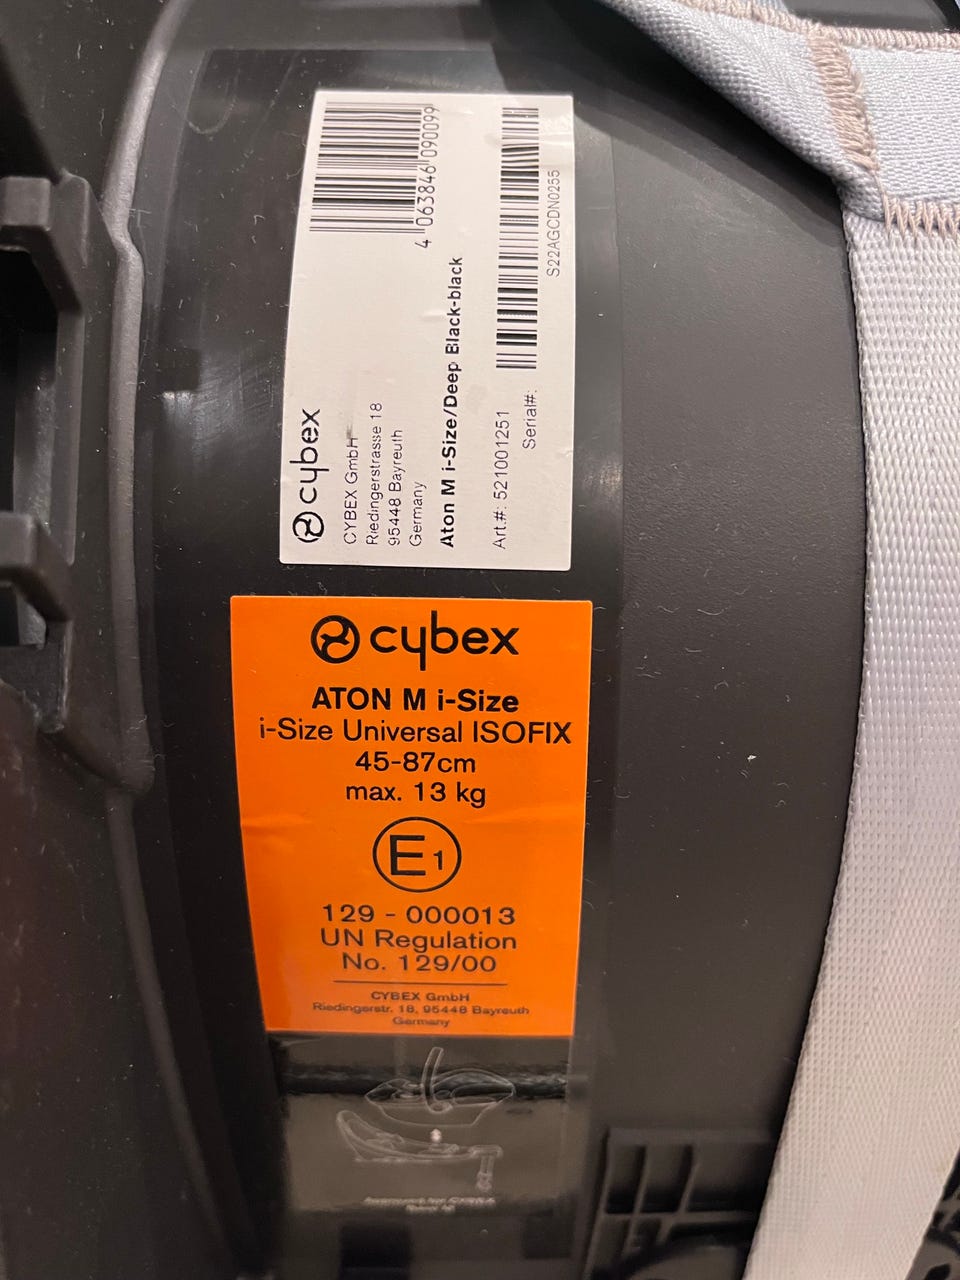 4 063846 090099
cybex
CYBEX GmbH
Riedingerstrasse 18
95448 Bayreuth
Germany
Aton M i-Size/Deep Black-black
Art.#: 521001251
Serial#:
S22AGCDN0255
cybex
ATON M i-Size
i-Size Universal ISOFIX
45-87cm
max. 13 kg
E1
129 - 000013
UN Regulation
No. 129/00
CYBEX GmbH
Riedingerstr. 18, 95448 Bayreuth
Germany